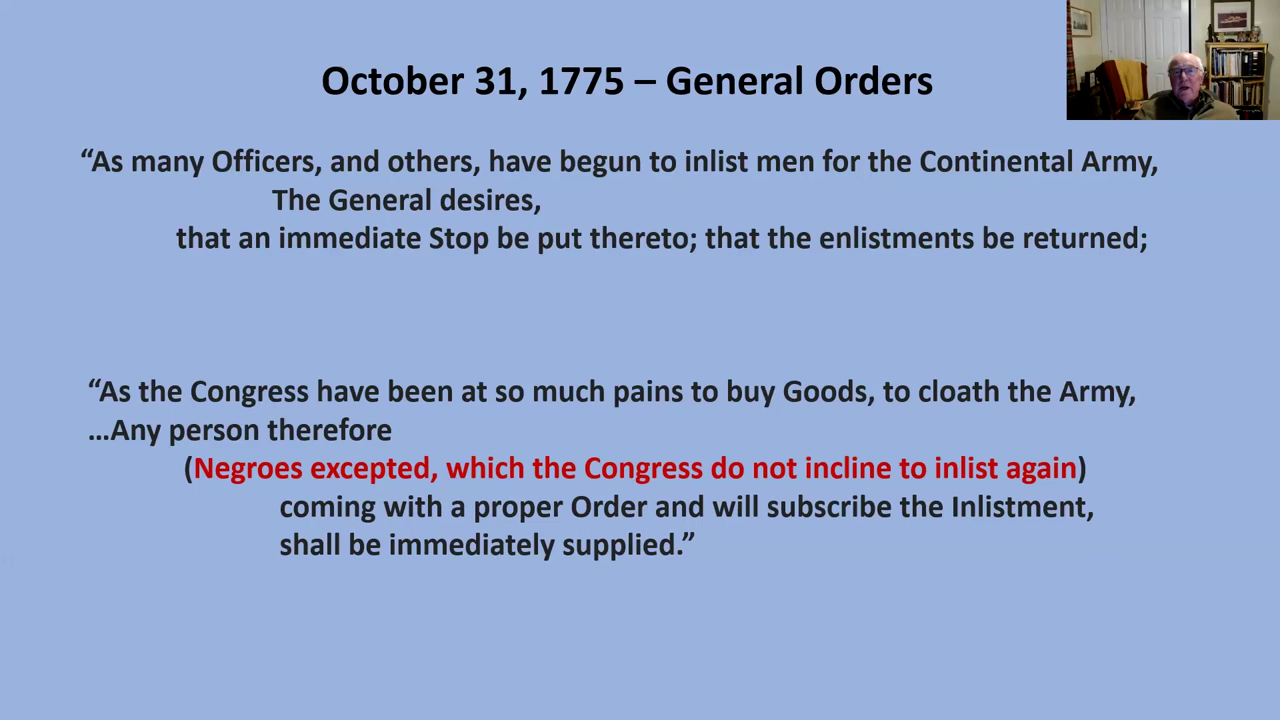 October 31, 1775 – General Orders
“As many Officers, and others, have begun to inlist men for the Continental Army,
The General desires,
that an immediate Stop be put thereto; that the enlistments be returned;
“As the Congress have been at so much pains to buy Goods, to cloath the Army,
…Any person therefore
(Negroes excepted, which the Congress do not incline to inlist again)
coming with a proper Order and will subscribe the Inlistment,
shall be immediately supplied.”